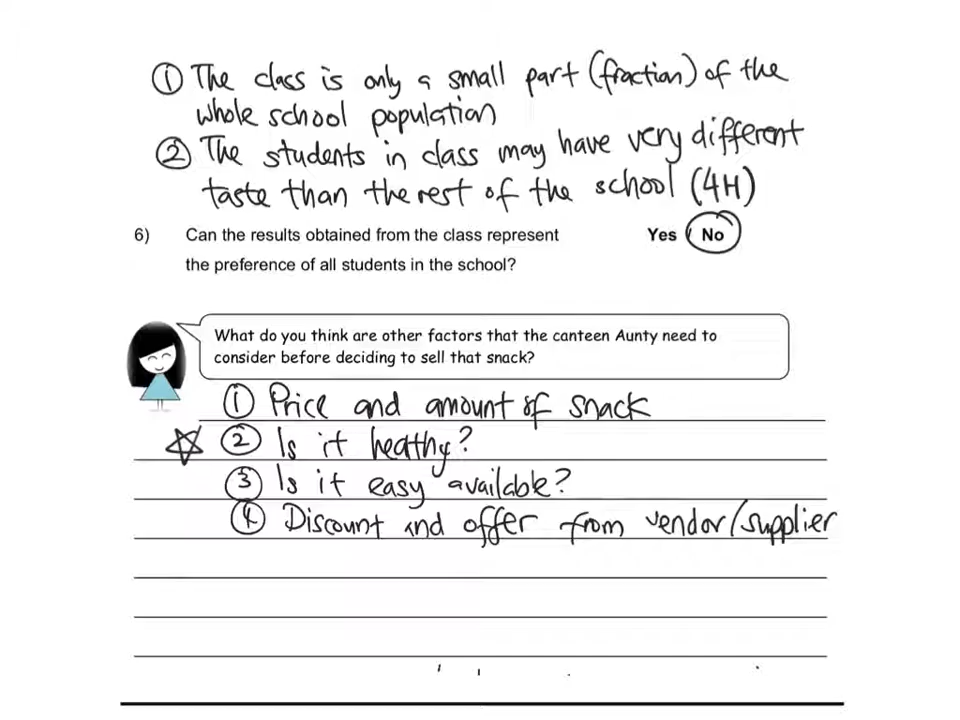 ① The class is only a small part (fraction) of the
whole school population
② The students in class may have very different
taste than the rest of the school (4H)
6) Can the results obtained from the class represent Yes / No
the preference of all students in the school?
What do you think are other factors that the canteen Aunty need to
consider before deciding to sell that snack?
① Price and amount of snack
② Is it heathy?
③ Is it easy available?
④ Discount and offer from vendor/supplier